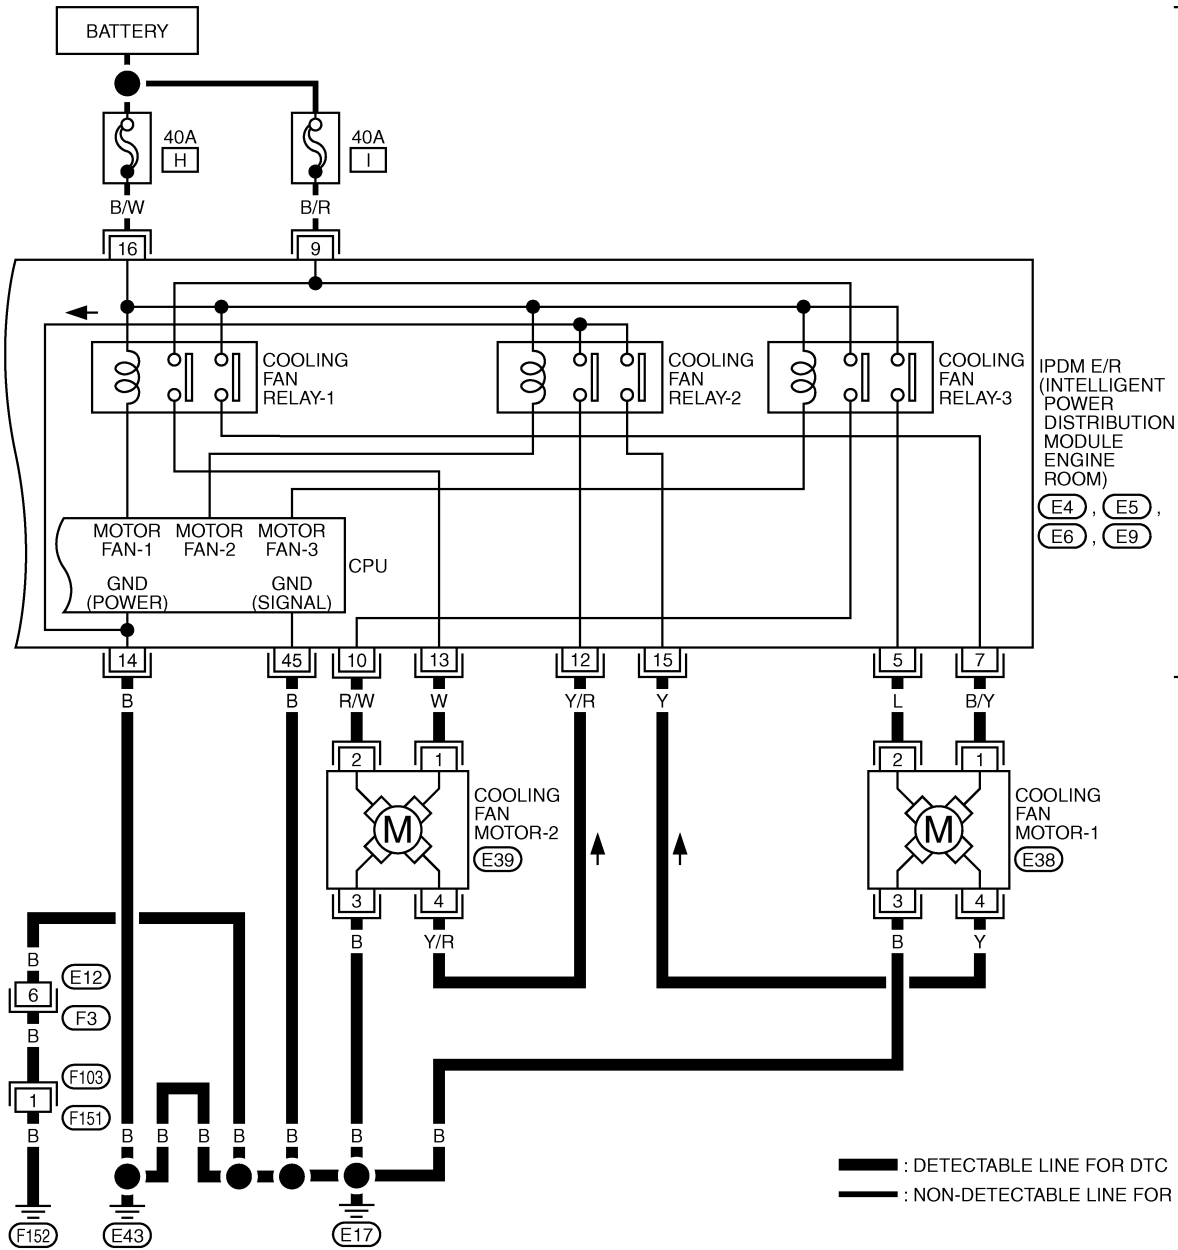 BATTERY
40A
H
40A
I
B/W
B/R
16
9
COOLING
FAN
RELAY-1
COOLING
FAN
RELAY-2
COOLING
FAN
RELAY-3
IPDM E/R
(INTELLIGENT
POWER
DISTRIBUTION
MODULE
ENGINE
ROOM)
E4 , E5 ,
E6 , E9
MOTOR
FAN-1
MOTOR
FAN-2
MOTOR
FAN-3
CPU
GND
(POWER)
GND
(SIGNAL)
14
45
10
13
12
15
5
7
B
B
R/W
W
Y/R
Y
L
B/Y
2
1
2
1
M
COOLING
FAN
MOTOR-2
E39
M
COOLING
FAN
MOTOR-1
E38
3
4
3
4
B
Y/R
B
Y
B
E12
6
F3
B
F103
1
F151
B
B
B
B
B
B
B
B
F152
E43
E17
: DETECTABLE LINE FOR DTC
: NON-DETECTABLE LINE FOR